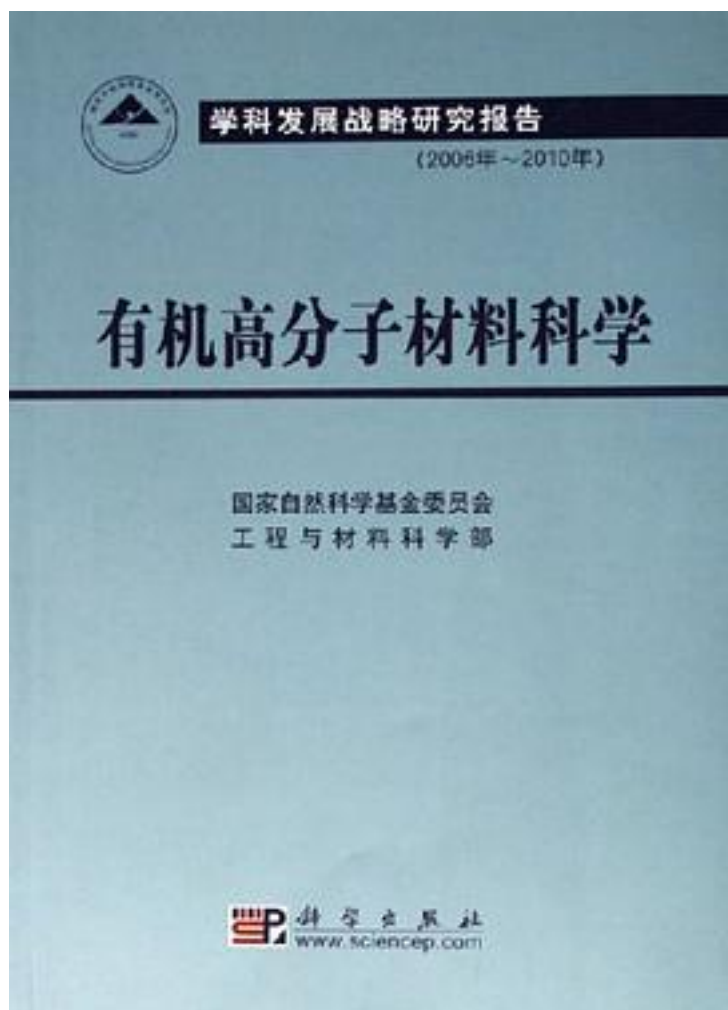 学科发展战略研究报告
(2006年～2010年)
有机高分子材料科学
国家自然科学基金委员会
工程与材料科学部
科学出版社
www.sciencep.com